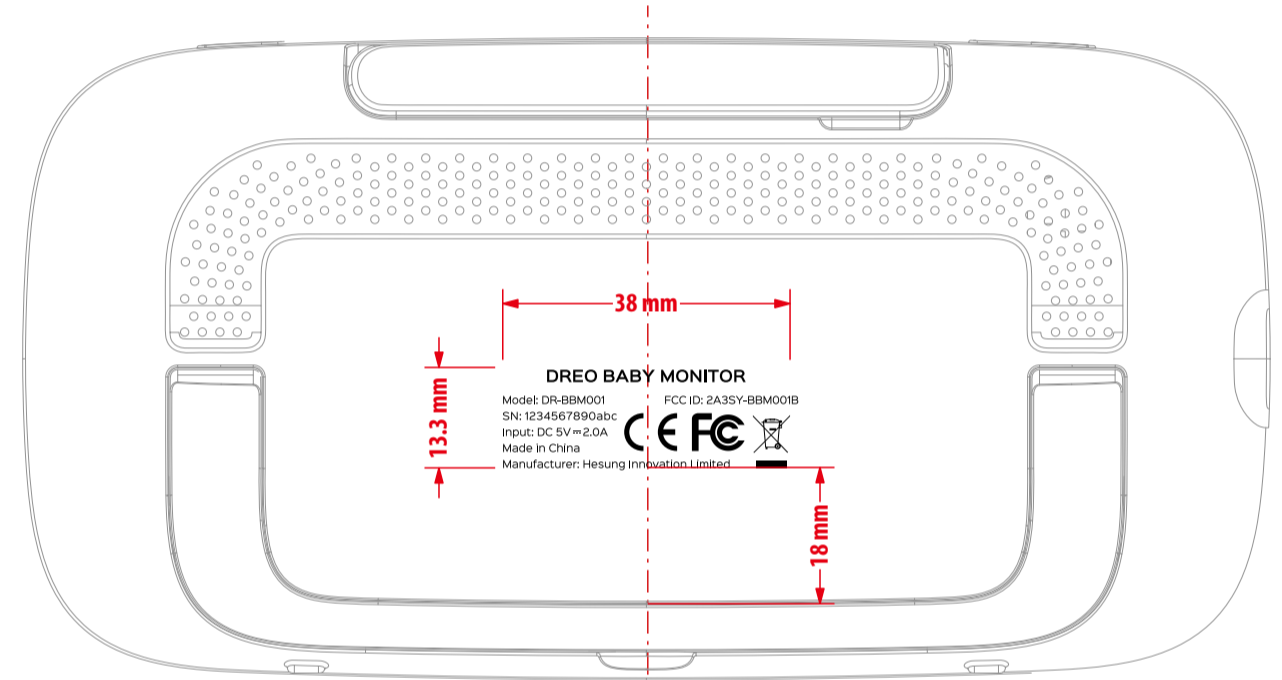 38 mm
13.3 mm
DREO BABY MONITOR
Model: DR-BBM001 FCC ID: 2A3SY-BBM001B
SN: 1234567890abc
Input: DC 5V⎓2.0A
CE FC
Made in China
Manufacturer: Hesung Innovation Limited
18 mm